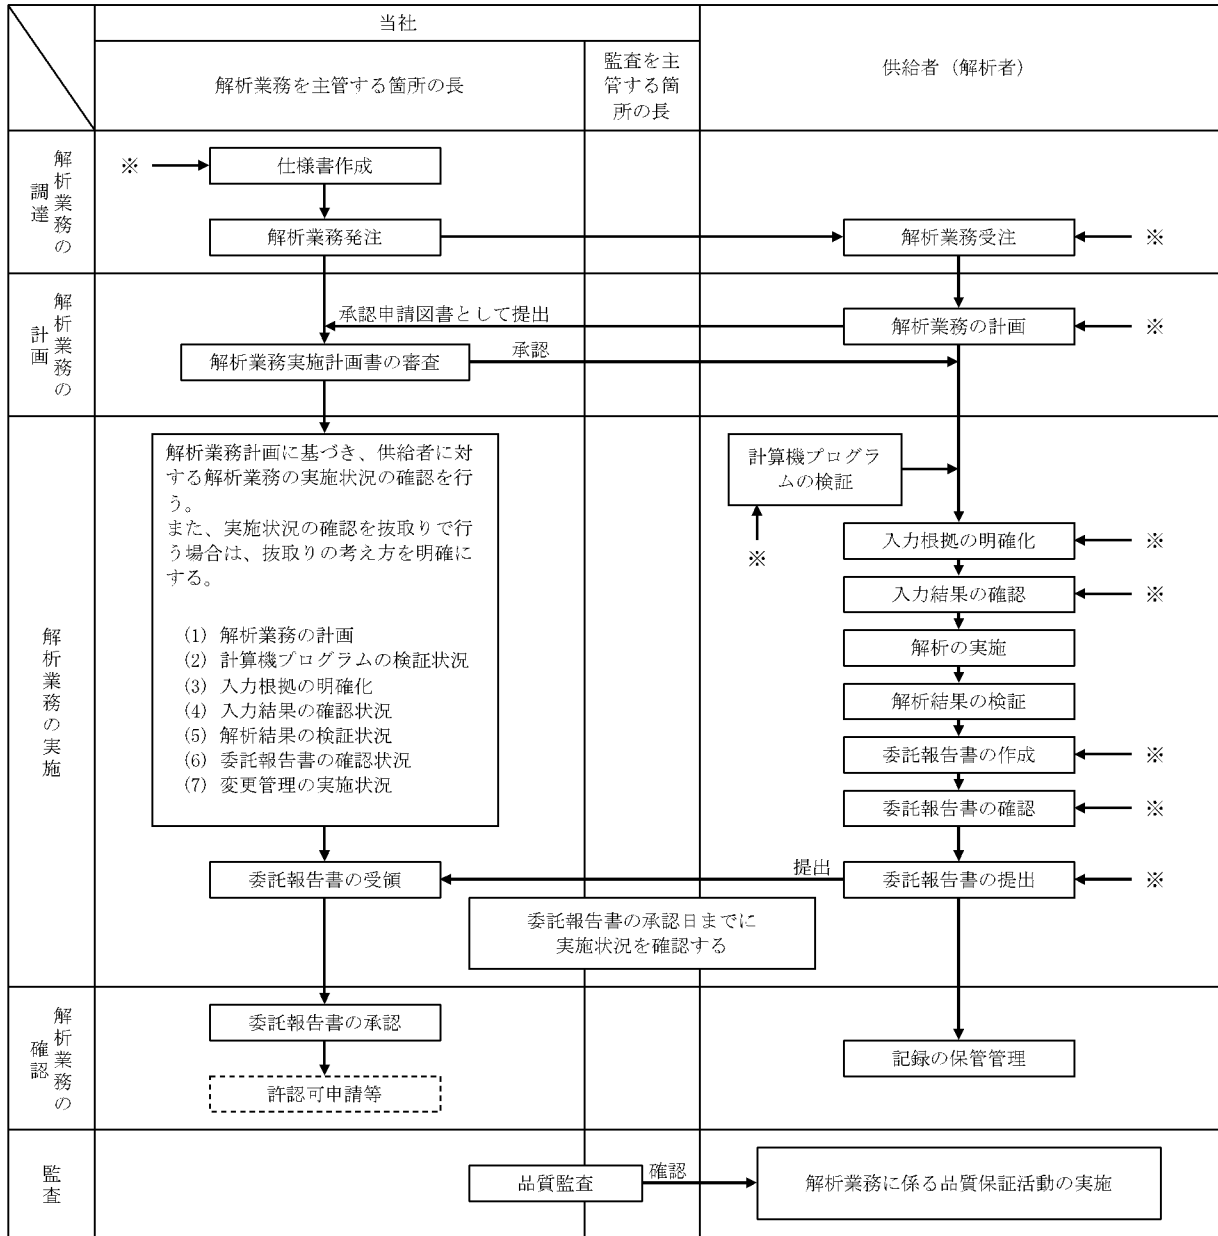 当社
解析業務を主管する箇所の長
監査を主
管する箇
所の長
供給者（解析者）
解析業務の
調達
※
仕様書作成
解析業務発注
解析業務受注
※
解析業務の
計画
承認申請図書として提出
解析業務の計画
※
解析業務実施計画書の審査
承認
解析業務の実施
解析業務計画に基づき、供給者に対
する解析業務の実施状況の確認を行
う。
また、実施状況の確認を抜取りで行
う場合は、抜取りの考え方を明確に
する。
(1) 解析業務の計画
(2) 計算機プログラムの検証状況
(3) 入力根拠の明確化
(4) 入力結果の確認状況
(5) 解析結果の検証状況
(6) 委託報告書の確認状況
(7) 変更管理の実施状況
計算機プログラ
ムの検証
※
入力根拠の明確化
※
入力結果の確認
※
解析の実施
解析結果の検証
委託報告書の作成
※
委託報告書の確認
※
委託報告書の受領
提出
委託報告書の提出
※
委託報告書の承認日までに
実施状況を確認する
解析業務の
確認
委託報告書の承認
記録の保管管理
許認可申請等
監査
品質監査
確認
解析業務に係る品質保証活動の実施